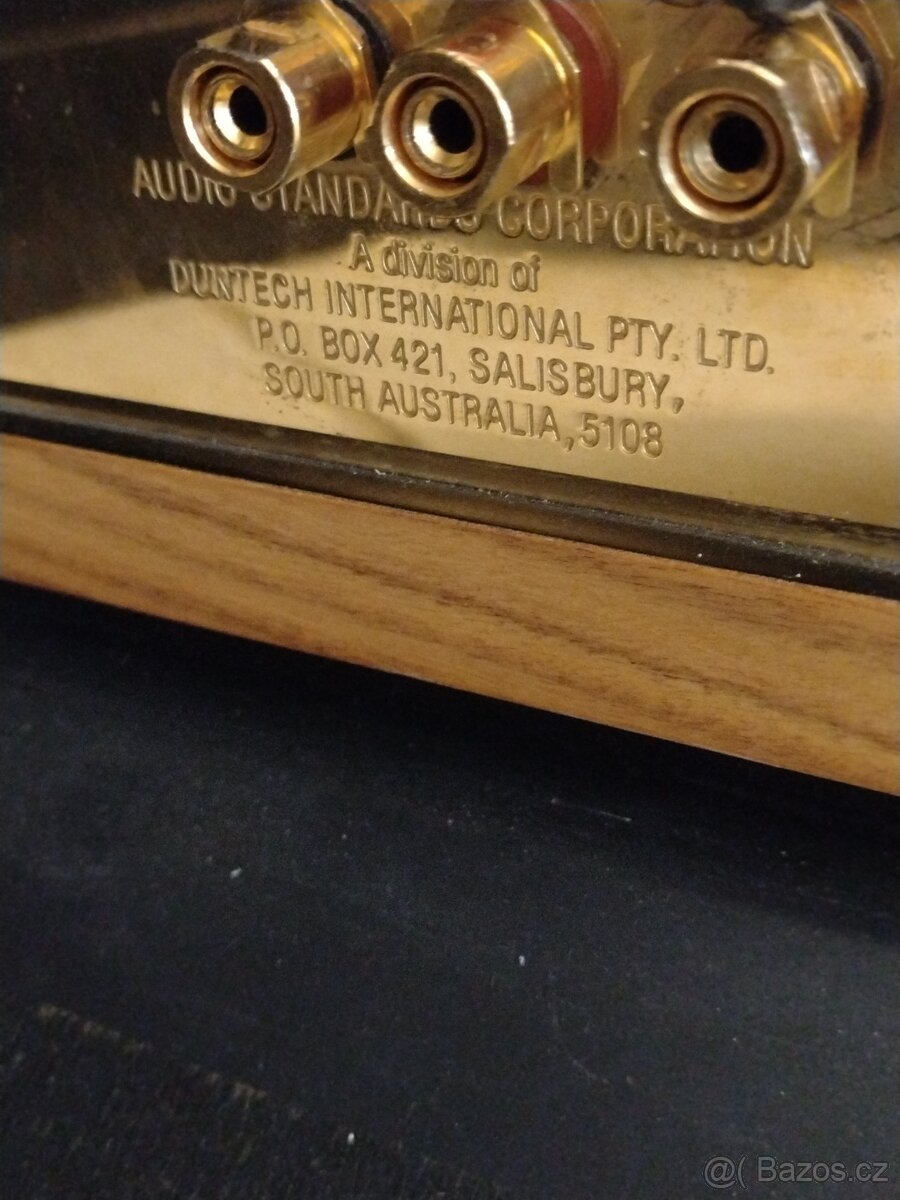 AUDIO STANDARDS CORPORATION
A division of
DUNTECH INTERNATIONAL PTY. LTD.
P.O. BOX 421, SALISBURY,
SOUTH AUSTRALIA, 5108
@( Bazos.cz